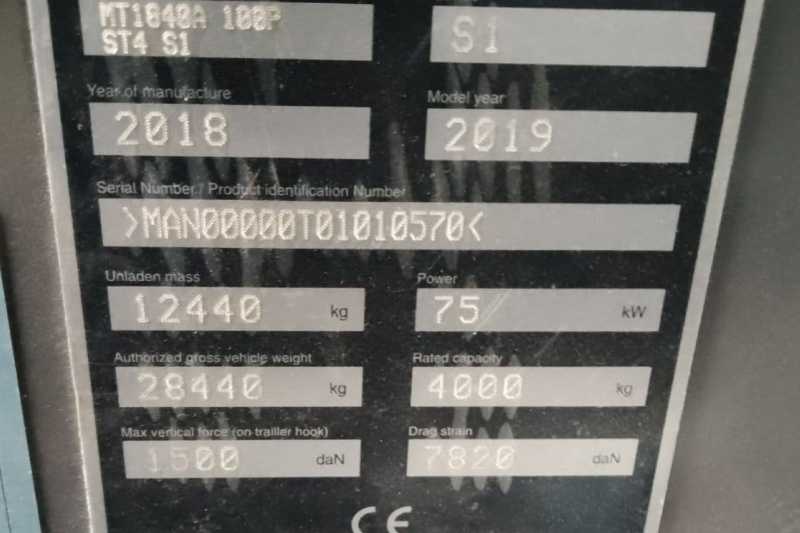 MT1840A 100P
ST4 S1
S1
Year of manufacture
Model year
2018
2019
Serial Number / Product identification Number
>MAN00000T01010570<
Unladen mass
Power
12440 kg
75 kW
Authorized gross vehicle weight
Rated capacity
28440 kg
4000 kg
Max vertical force (on trailler hook)
Drag strain
1500 daN
7820 daN
CE